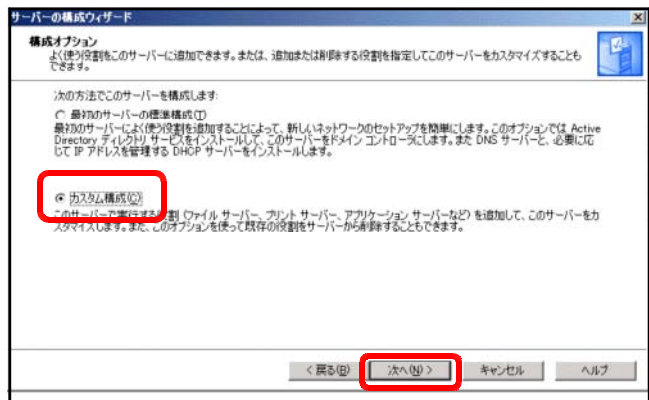 サーバーの構成ウィザード
構成オプション
よく使う役割をこのサーバーに追加できます。または、追加または削除する役割を指定してこのサーバーをカスタマイズすることも
できます。
次の方法でこのサーバーを構成します:
最初のサーバーの標準構成(T)
最初のサーバーによく使う役割を追加することによって、新しいネットワークのセットアップを簡単にします。このオプションでは Active
Directory ディレクトリ サービスをインストールして、このサーバーをドメイン コントローラにします。また DNS サーバーと、必要に応
じて IP アドレスを管理する DHCP サーバーをインストールします。
カスタム構成(C)
このサーバーで実行する役割 (ファイル サーバー、プリント サーバー、アプリケーション サーバーなど) を追加して、このサーバーをカ
スタマイズします。また、このオプションを使って既存の役割をサーバーから削除することもできます。
< 戻る(B)
次へ(N) >
キャンセル
ヘルプ